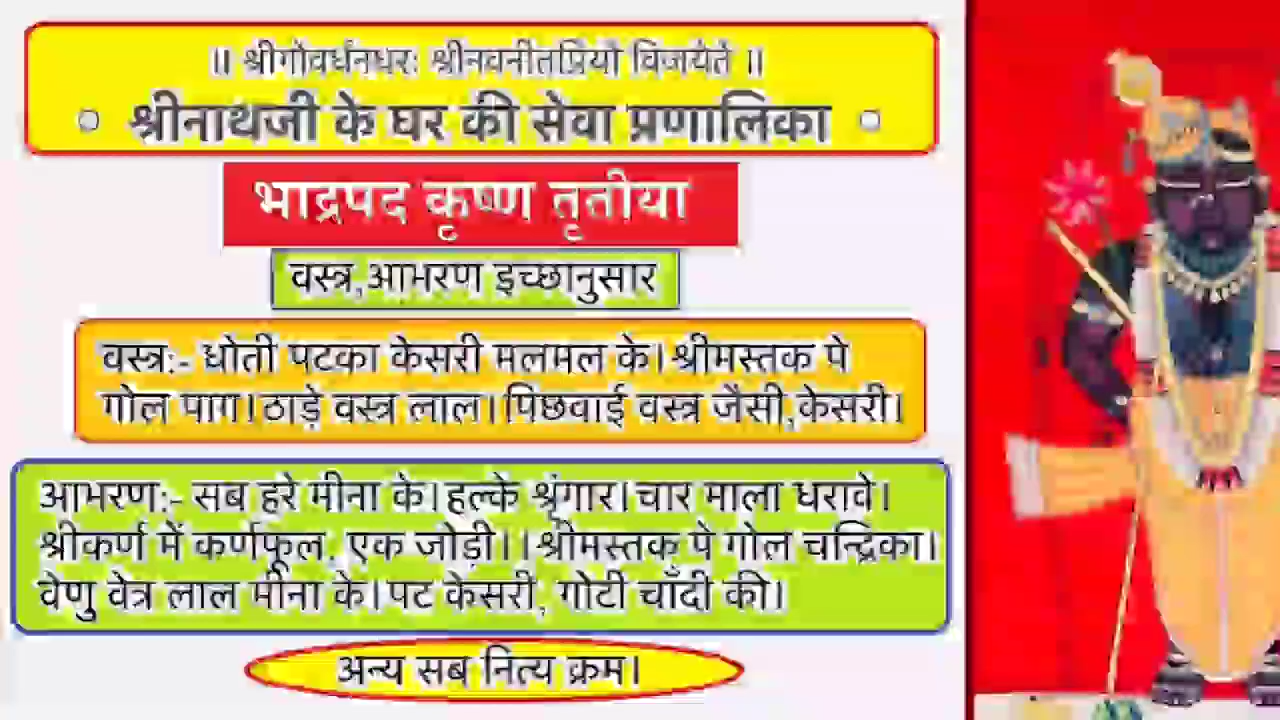 ॥ श्रीगोवर्धनधरः श्रीनवनीतप्रियो विजयेते ॥
॰ श्रीनाथजी के घर की सेवा प्रणालिका ॰
भाद्रपद कृष्ण तृतीया
वस्त्र,आभरण इच्छानुसार
वस्त्र:- धोती पटका केसरी मलमल के। श्रीमस्तक पे
गोल पाग।ठाड़े वस्त्र लाल। पिछवाई वस्त्र जैसी,केसरी।
आभरण:- सब हरे मीना के।हल्के श्रृंगार।चार माला धरावे।
श्रीकर्ण में कर्णफूल. एक जोड़ी।।श्रीमस्तक पे गोल चन्द्रिका।
वेणु वेत्र लाल मीना के। पट केसरी, गोटी चाँदी की।
अन्य सब नित्य क्रम।